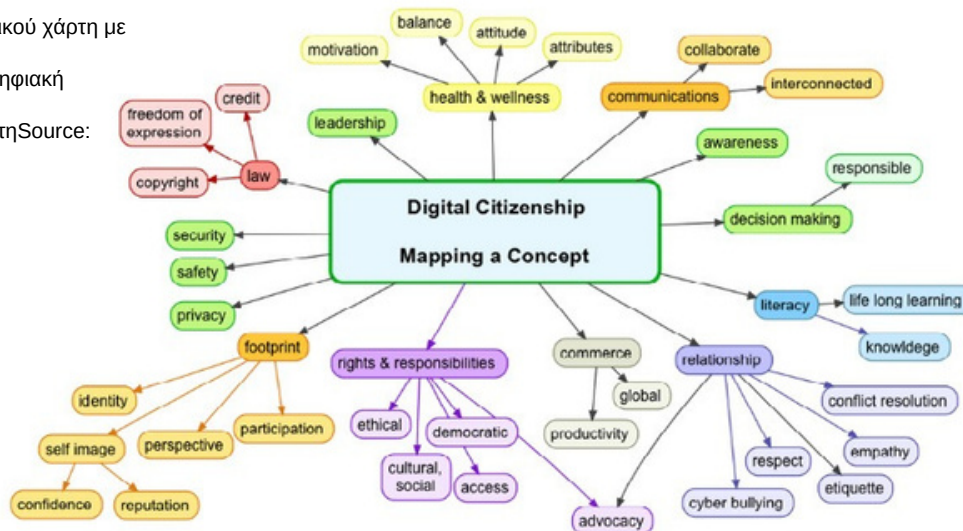 ικού χάρτη με
ηφιακή
τηSource:
balance
attitude
motivation
attributes
health & wellness
collaborate
communications
interconnected
credit
freedom of
expression
copyright
law
leadership
awareness
responsible
decision making
Digital Citizenship
Mapping a Concept
security
safety
privacy
literacy
life long learning
knowldege
footprint
identity
self image
perspective
participation
confidence
reputation
rights & responsibilities
ethical
democratic
cultural,
social
access
commerce
global
productivity
relationship
conflict resolution
empathy
respect
etiquette
cyber bullying
advocacy